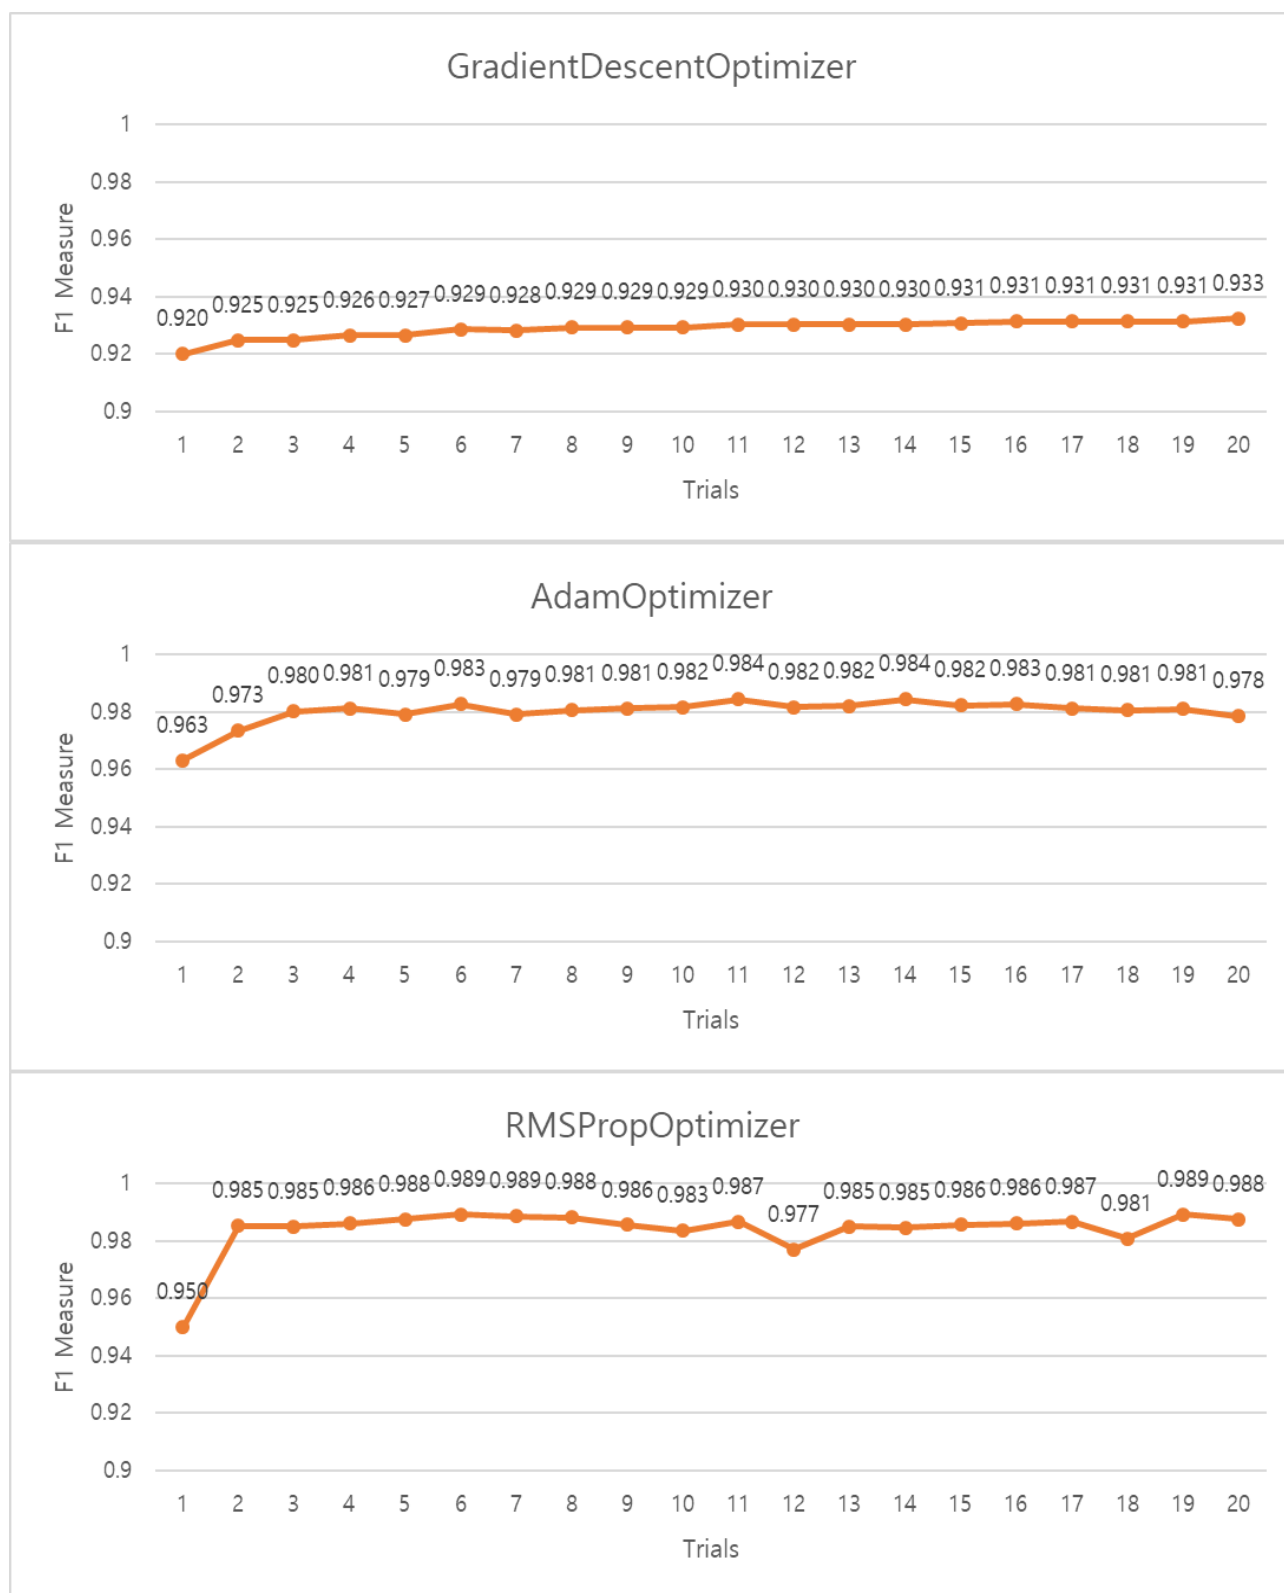 GradientDescentOptimizer
1
0.98
0.96
0.94
0.92
0.9
F1 Measure
0.920 0.925 0.925 0.926 0.927 0.929 0.928 0.929 0.929 0.929 0.930 0.930 0.930 0.930 0.931 0.931 0.931 0.931 0.931 0.933
1 2 3 4 5 6 7 8 9 10 11 12 13 14 15 16 17 18 19 20
Trials
AdamOptimizer
1
0.98
0.96
0.94
0.92
0.9
F1 Measure
0.963 0.973 0.980 0.981 0.979 0.983 0.979 0.981 0.981 0.982 0.984 0.982 0.982 0.984 0.982 0.983 0.981 0.981 0.981 0.978
1 2 3 4 5 6 7 8 9 10 11 12 13 14 15 16 17 18 19 20
Trials
RMSPropOptimizer
1
0.98
0.96
0.94
0.92
0.9
F1 Measure
0.950 0.985 0.985 0.986 0.988 0.989 0.989 0.988 0.986 0.983 0.987 0.977 0.985 0.985 0.986 0.986 0.987 0.981 0.989 0.988
1 2 3 4 5 6 7 8 9 10 11 12 13 14 15 16 17 18 19 20
Trials